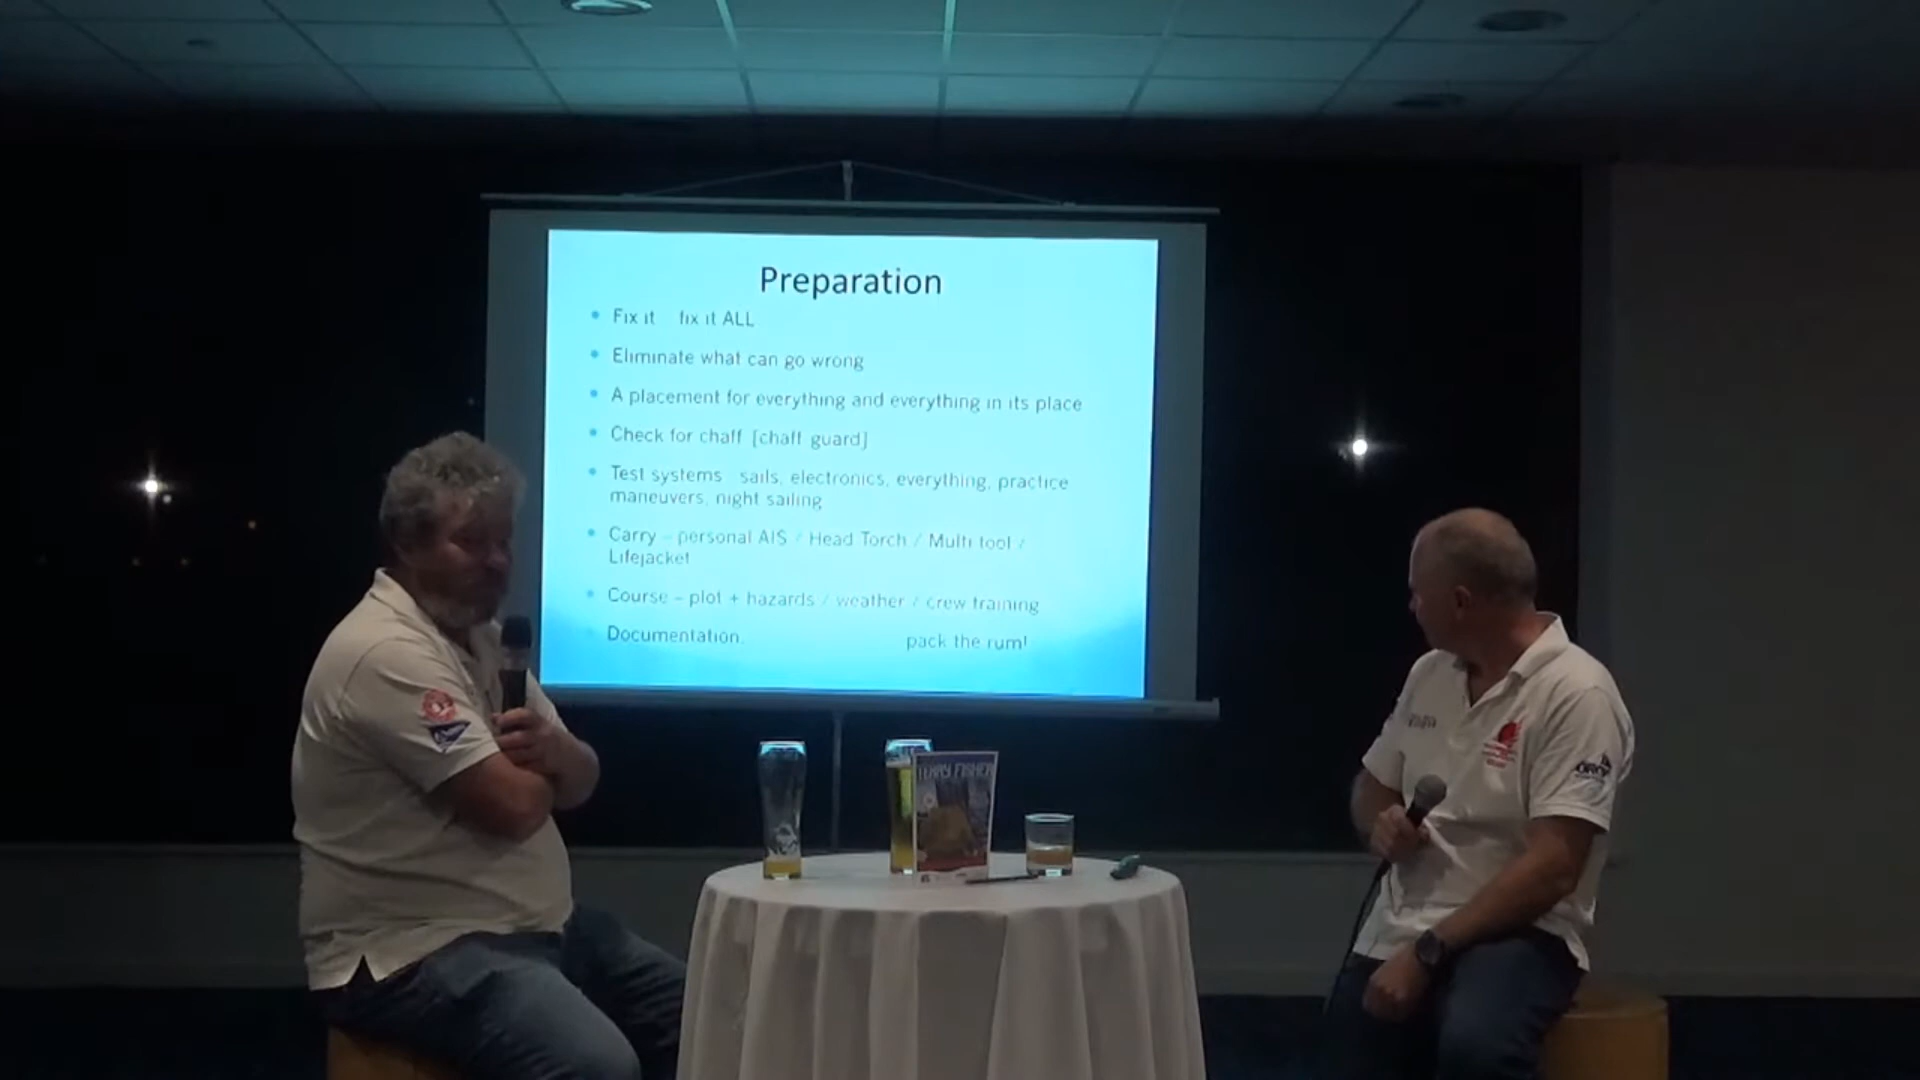 Preparation
Fix it fix it ALL
Eliminate what can go wrong
A placement for everything and everything in its place
Check for chaff [chaff guard]
Test systems sails, electronics, everything, practice
maneuvers, night sailing
Carry – personal AIS / Head Torch / Multi tool /
Lifejacket
Course – plot + hazards / weather / crew training
Documentation. pack the rum!
TERRY FISHER